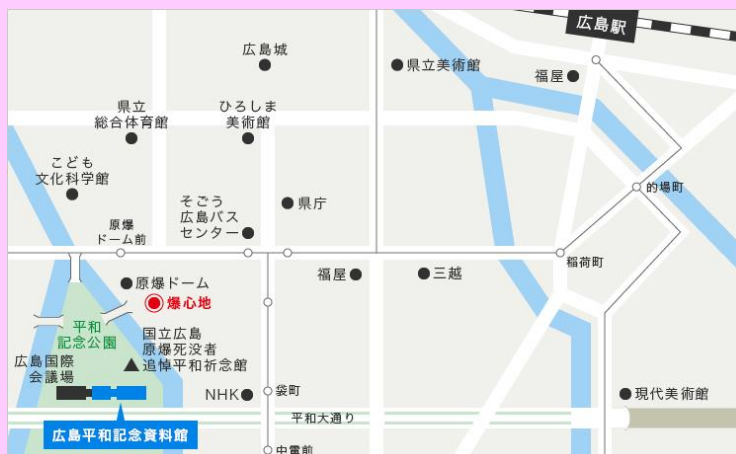 広島駅
広島城
県立美術館
福屋
県立
総合体育館
ひろしま
美術館
こども
文化科学館
的場町
そごう
広島バス
センター
県庁
原爆
ドーム前
稲荷町
原爆ドーム
福屋
三越
爆心地
平和
記念公園
国立広島
原爆死没者
追悼平和祈念館
広島国際
会議場
NHK
袋町
現代美術館
平和大通り
広島平和記念資料館
中電前